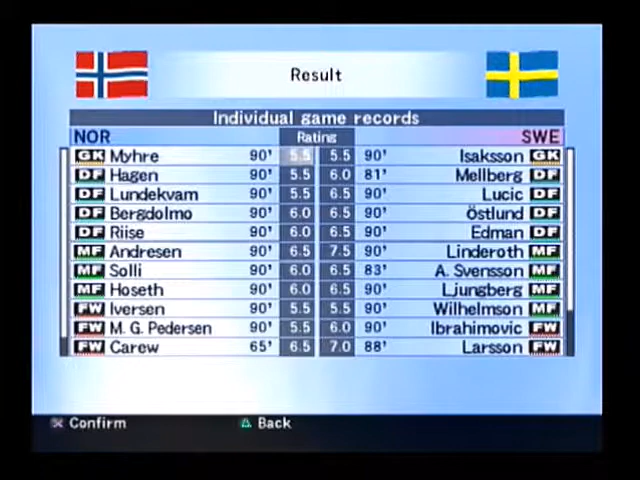 Result
Individual game records
NOR Rating SWE
GK Myhre 90' 5.5 5.5 90' Isaksson GK
DF Hagen 90' 5.5 6.0 81' Mellberg DF
DF Lundekvam 90' 5.5 6.5 90' Lucic DF
DF Bergdolmo 90' 6.0 6.5 90' Östlund DF
DF Riise 90' 6.0 6.5 90' Edman DF
MF Andresen 90' 6.5 7.5 90' Linderoth MF
MF Solli 90' 6.0 6.5 83' A. Svensson MF
MF Hoseth 90' 6.0 6.5 90' Ljungberg MF
FW Iversen 90' 5.5 5.5 90' Wilhelmson MF
FW M. G. Pedersen 90' 5.5 6.0 90' Ibrahimovic FW
FW Carew 65' 6.5 7.0 88' Larsson FW
Confirm Back